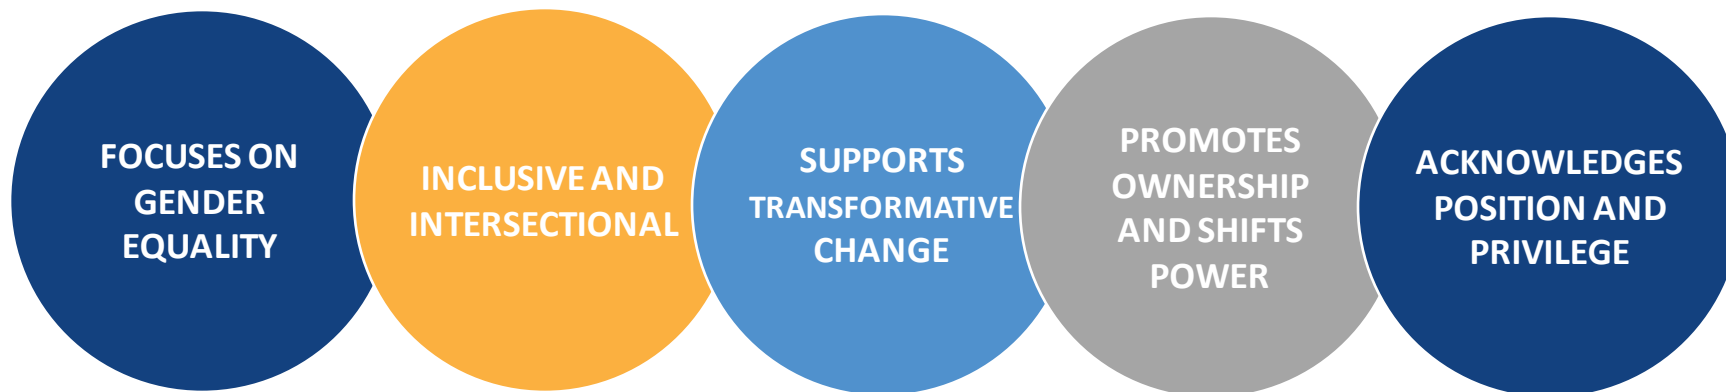 FOCUSES ON
GENDER
EQUALITY
INCLUSIVE AND
INTERSECTIONAL
SUPPORTS
TRANSFORMATIVE
CHANGE
PROMOTES
OWNERSHIP
AND SHIFTS
POWER
ACKNOWLEDGES
POSITION AND
PRIVILEGE